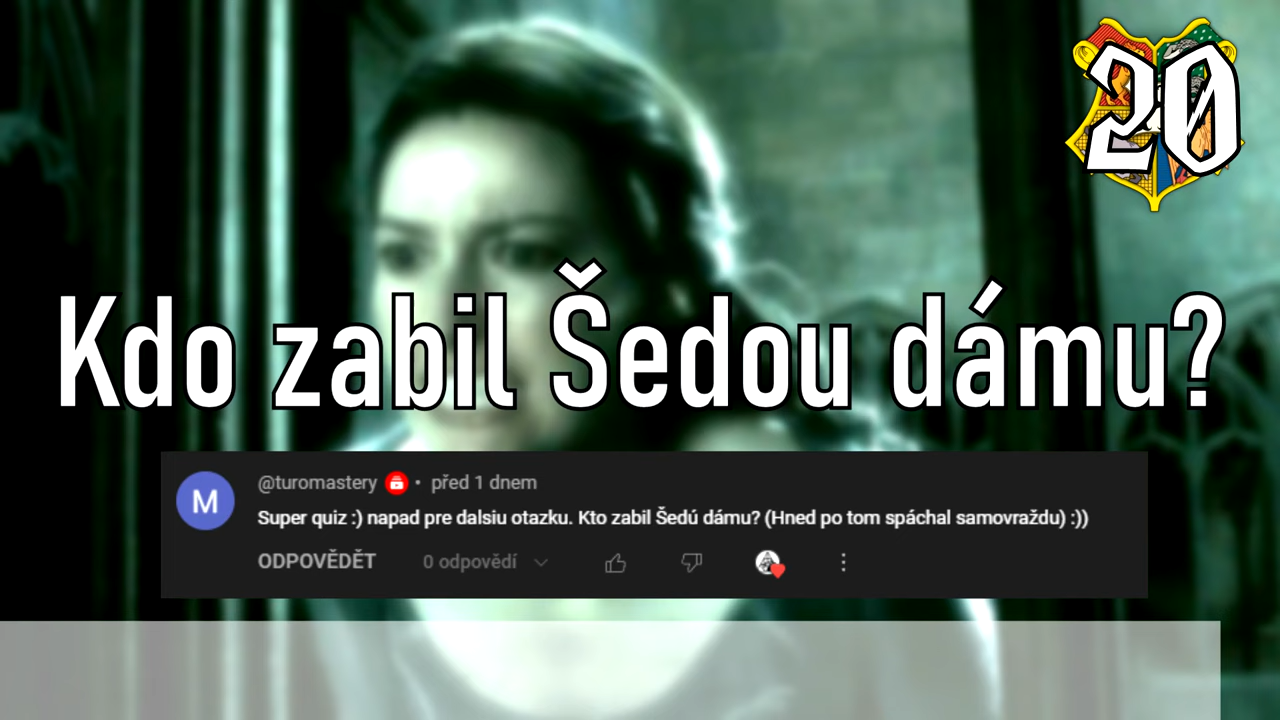 20
Kdo zabil Šedou dámu?
M
@turomastery • před 1 dnem
Super quiz :) napad pre dalsiu otazku. Kto zabil Šedú dámu? (Hned po tom spáchal samovraždu) :))
ODPOVĚDĚT 0 odpovědí